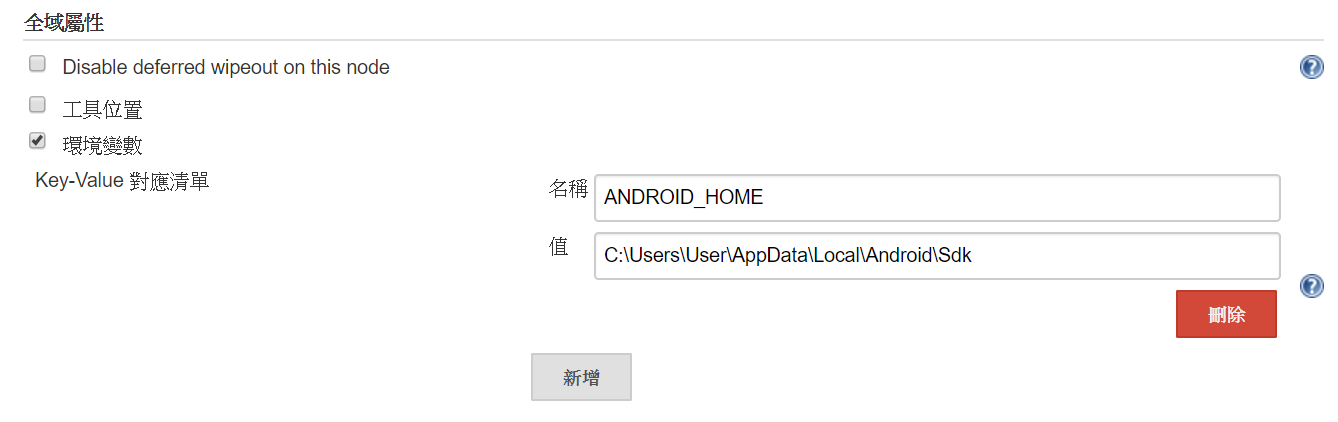 全域屬性
Disable deferred wipeout on this node
工具位置
環境變數
Key-Value 對應清單
名稱 ANDROID_HOME
值 C:\Users\User\AppData\Local\Android\Sdk
刪除
新增